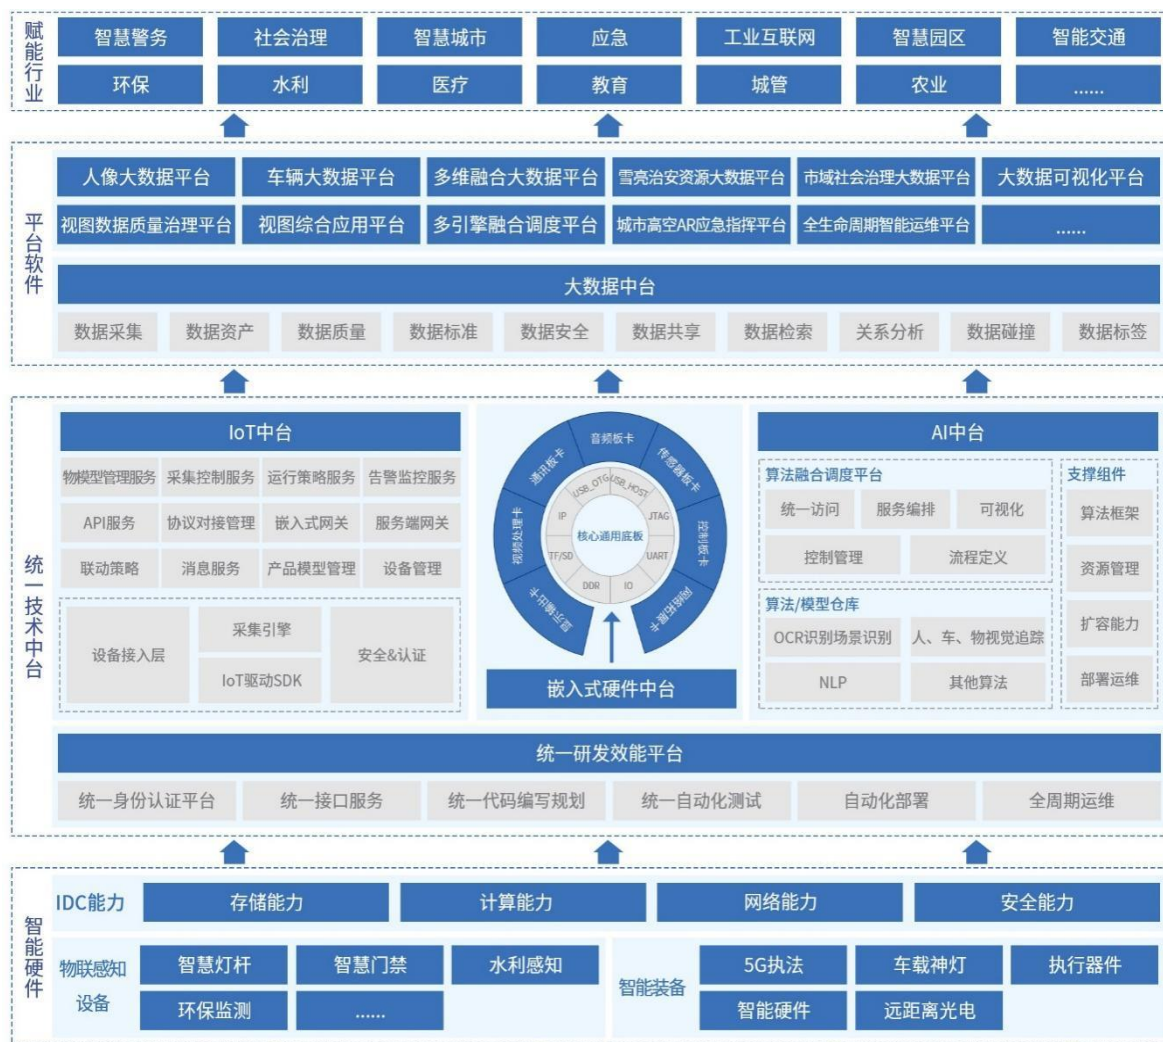 赋能行业
智慧警务 社会治理 智慧城市 应急 工业互联网 智慧园区 智能交通
环保 水利 医疗 教育 城管 农业 ......
平台软件
人像大数据平台 车辆大数据平台 多维融合大数据平台 雪亮治安资源大数据平台 市域社会治理大数据平台 大数据可视化平台
视图数据质量治理平台 视图综合应用平台 多引擎融合调度平台 城市高空AR应急指挥平台 全生命周期智能运维平台 ......
大数据中台
数据采集 数据资产 数据质量 数据标准 数据安全 数据共享 数据检索 关系分析 数据碰撞 数据标签
统一技术中台
IoT中台
物模型管理服务 采集控制服务 运行策略服务 告警监控服务
API服务 协议对接管理 嵌入式网关 服务端网关
联动策略 消息服务 产品模型管理 设备管理
设备接入层
采集引擎
IoT驱动SDK
安全&认证
显示输出卡
视频处理卡
通讯板卡
音频板卡
传感器板卡
控制板卡
网络拓展卡
USB_OTG
USB_HOST
IP
JTAG
TF/SD
UART
DDR
IO
核心通用底板
嵌入式硬件中台
AI中台
算法融合调度平台
统一访问 服务编排 可视化
控制管理 流程定义
算法/模型仓库
OCR识别场景识别 人、车、物视觉追踪
NLP 其他算法
支撑组件
算法框架
资源管理
扩容能力
部署运维
统一研发效能平台
统一身份认证平台 统一接口服务 统一代码编写规划 统一自动化测试 自动化部署 全周期运维
智能硬件
IDC能力 存储能力 计算能力 网络能力 安全能力
物联感知
设备
智慧灯杆 智慧门禁 水利感知
环保监测 ......
智能装备
5G执法 车载神灯 执行器件
智能硬件 远距离光电